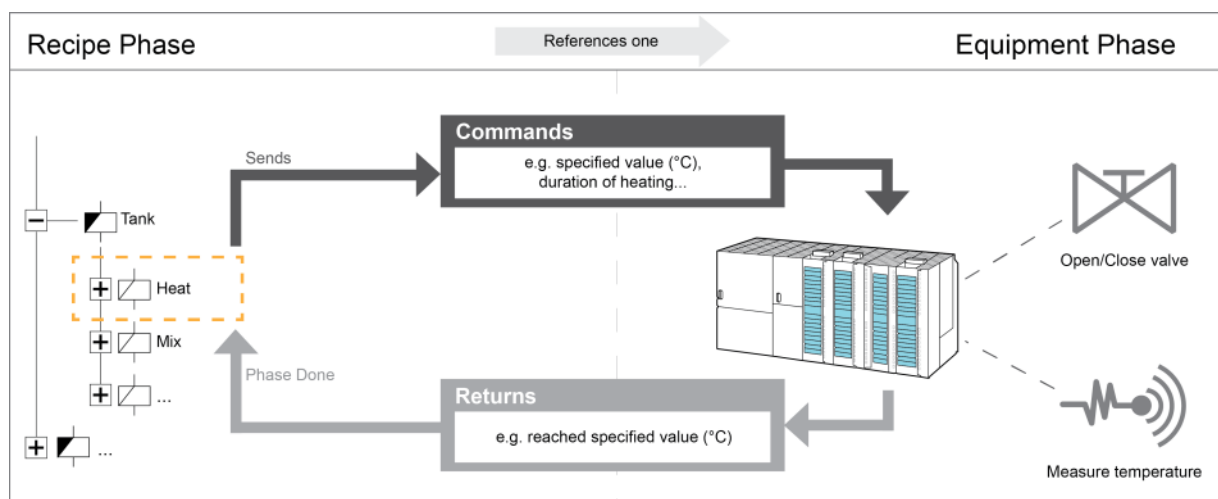 Recipe Phase
References one
Equipment Phase
Commands
e.g. specified value (°C),
duration of heating...
Sends
Tank
Heat
Mix
...
...
Phase Done
Returns
e.g. reached specified value (°C)
Open/Close valve
Measure temperature